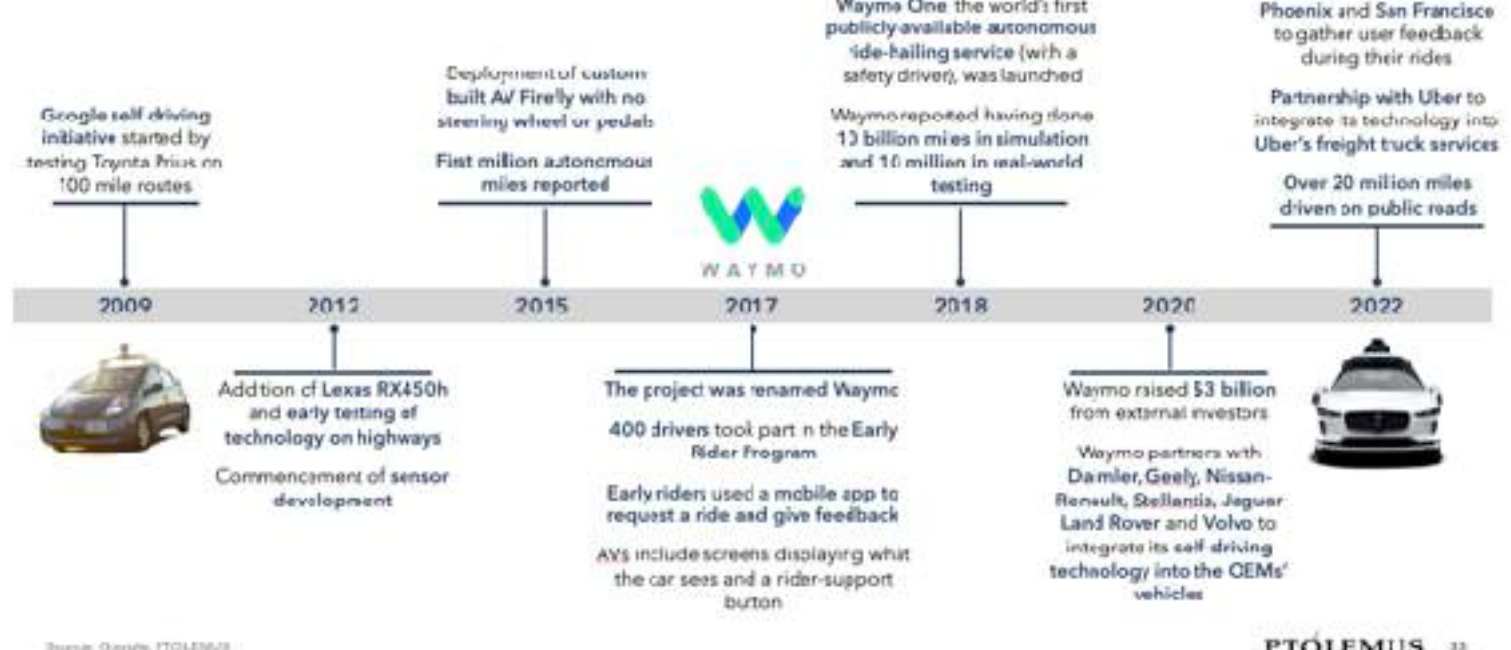 Google self driving
initiative started by
testing Toyota Prius on
100 mile routes
Deployment of custom
built AV Firefly with no
steering wheel or pedals
First million autonomous
miles reported
WAYMO
Waymo One the world's first
publicly-available autonomous
ride-hailing service (with a
safety driver), was launched
Waymo reported having done
billion miles in simulation
and 10 million in real-world
testing
Phoenix and San Francisco
to gather user feedback
during their rides
Partnership with Uber to
integrate its technology into
Uber's freight truck services
Over 20 million miles
driven on public roads
2009
2012
2015
2017
2018
2020
2022
Addition of Lexas RX450h
and early testing of
technology on highways
Commencement of sensor
development
The project was renamed Waymo
400 drivers took part in the Early
Rider Program
Early riders used a mobile app to
request a ride and give feedback
AVs include screens displaying what
the car sees and a rider-support
button
Waymo raised $3 billion
from external investors
Waymo partners with
Daimler, Geely, Nissan-
Renault, Stellantis, Jaguar
Land Rover and Volvo to
integrate its self-driving
technology into the OEMs'
vehicles
PTOLEMUS